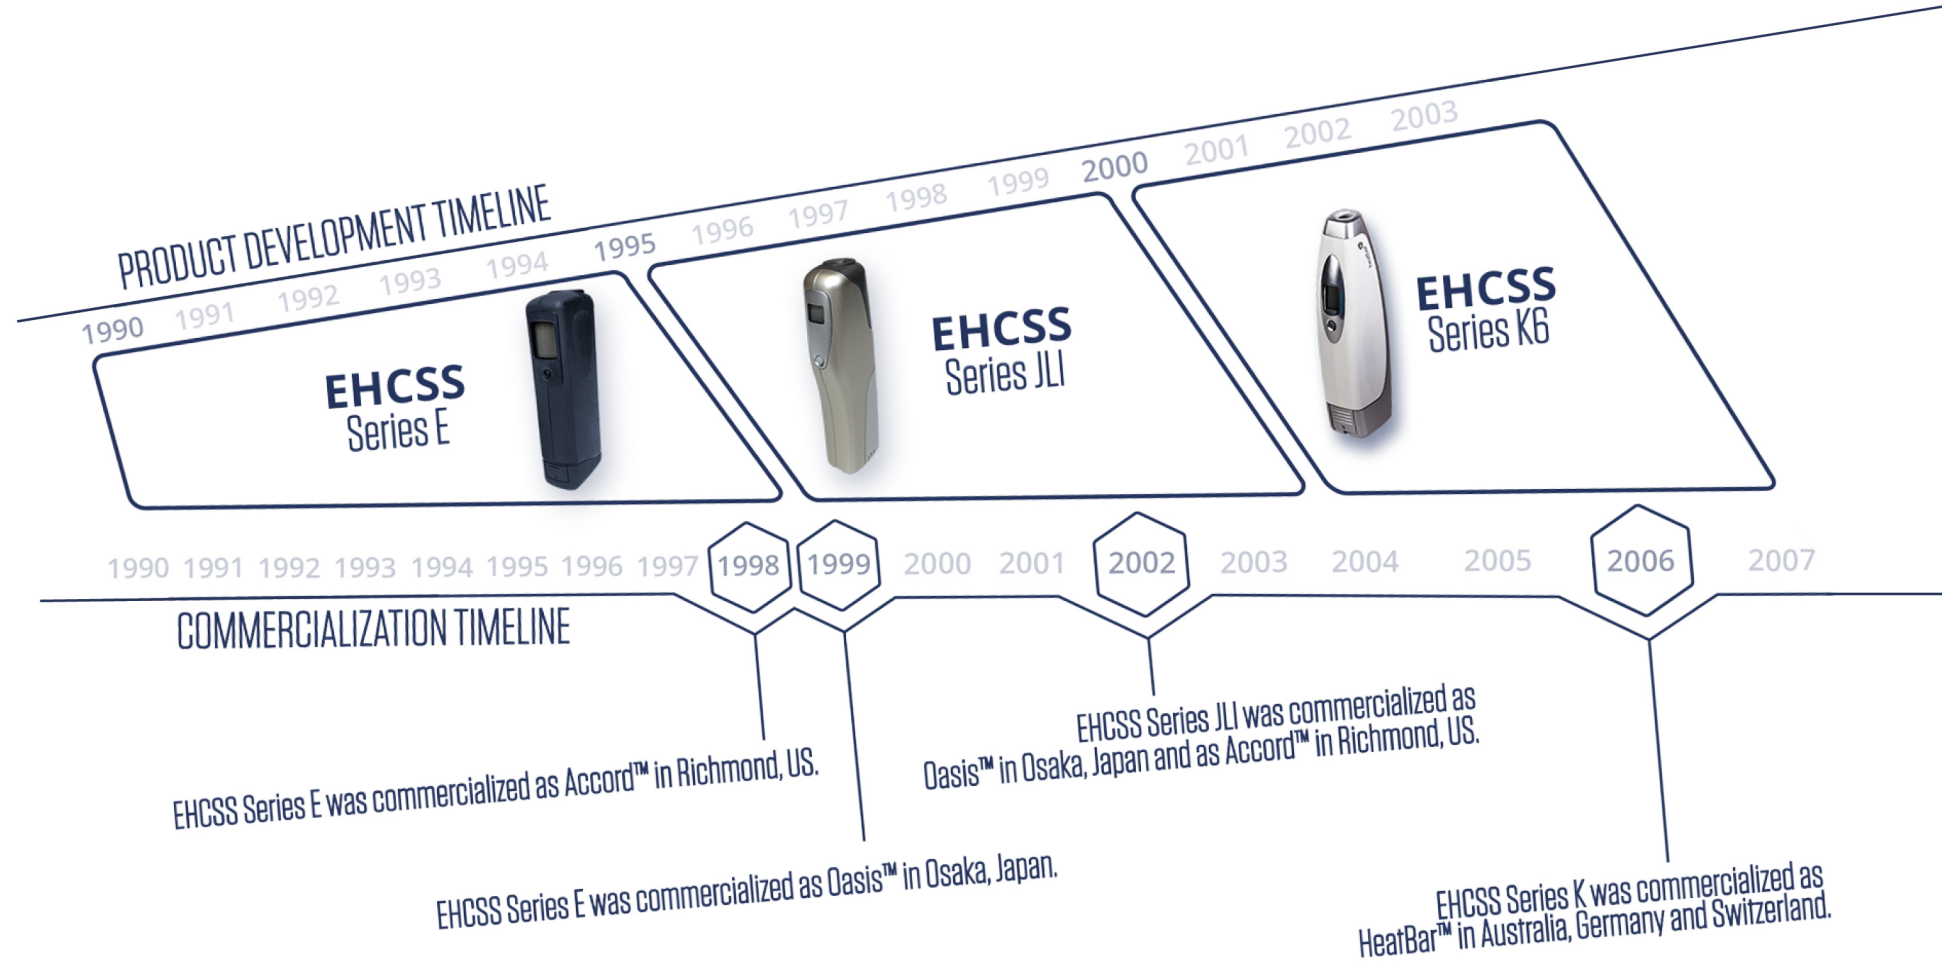 PRODUCT DEVELOPMENT TIMELINE
1990 1991 1992 1993 1994 1995 1996 1997 1998 1999 2000 2001 2002 2003
EHCSS
Series E
EHCSS
Series JLI
EHCSS
Series K6
1990 1991 1992 1993 1994 1995 1996 1997 1998 1999 2000 2001 2002 2003 2004 2005 2006 2007
COMMERCIALIZATION TIMELINE
EHCSS Series E was commercialized as Accord™ in Richmond, US.
EHCSS Series E was commercialized as Oasis™ in Osaka, Japan.
EHCSS Series JLI was commercialized as
Oasis™ in Osaka, Japan and as Accord™ in Richmond, US.
EHCSS Series K was commercialized as
HeatBar™ in Australia, Germany and Switzerland.